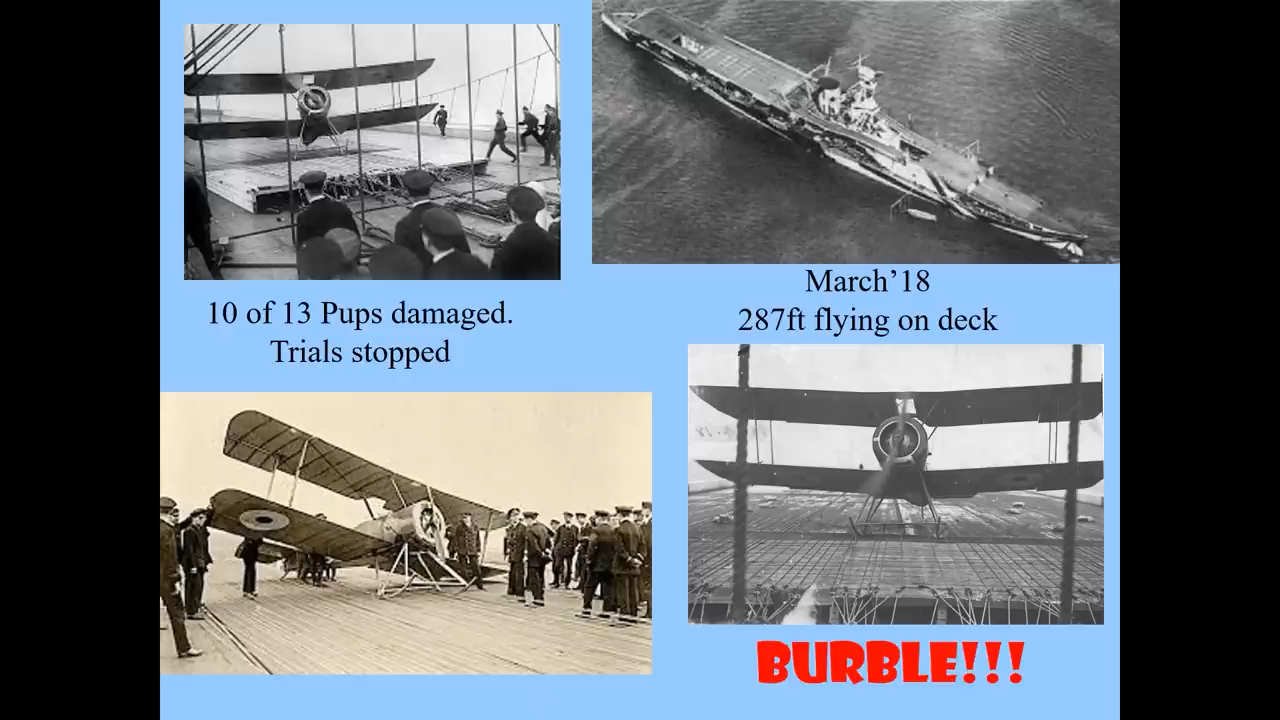 10 of 13 Pups damaged.
Trials stopped
March’18
287ft flying on deck
BURBLE!!!